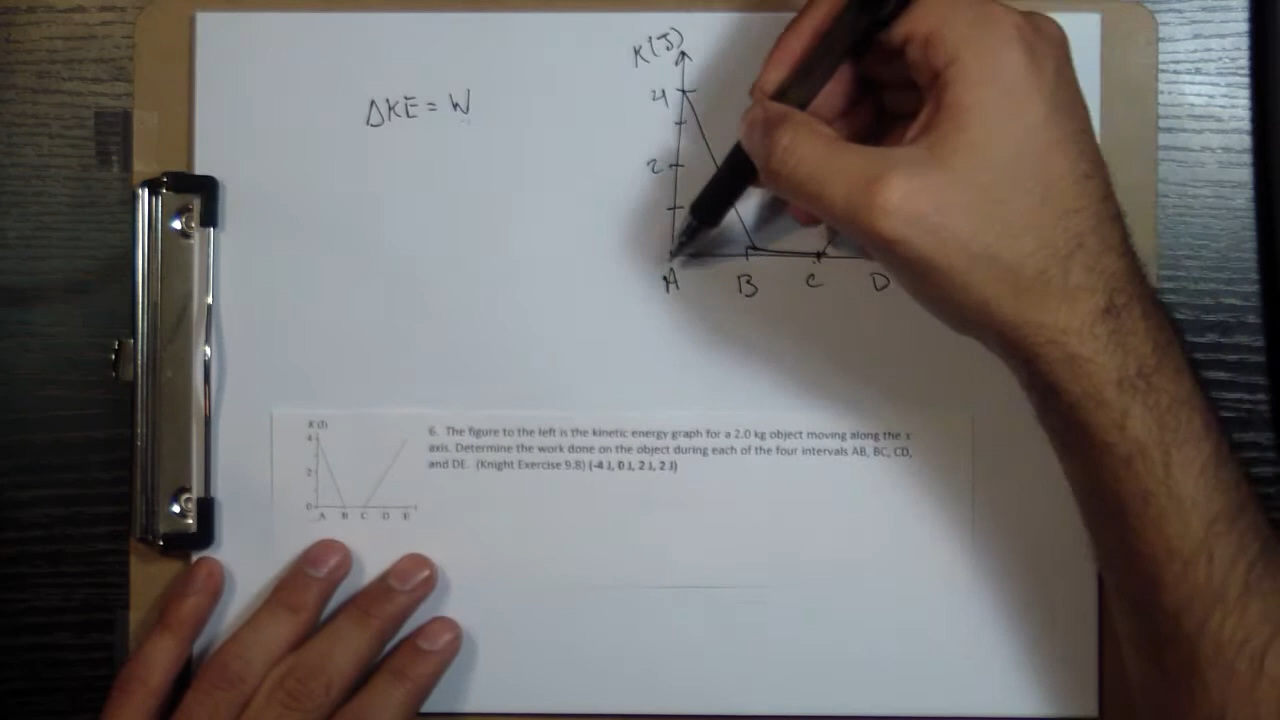 K(J)
ΔKE = W
4
2
A B C D
K (J)
4
2
0
A B C D E
6. The figure to the left is the kinetic energy graph for a 2.0 kg object moving along the x
axis. Determine the work done on the object during each of the four intervals AB, BC, CD,
and DE. (Knight Exercise 9.8) (-4 J, 0 J, 2 J, 2 J)